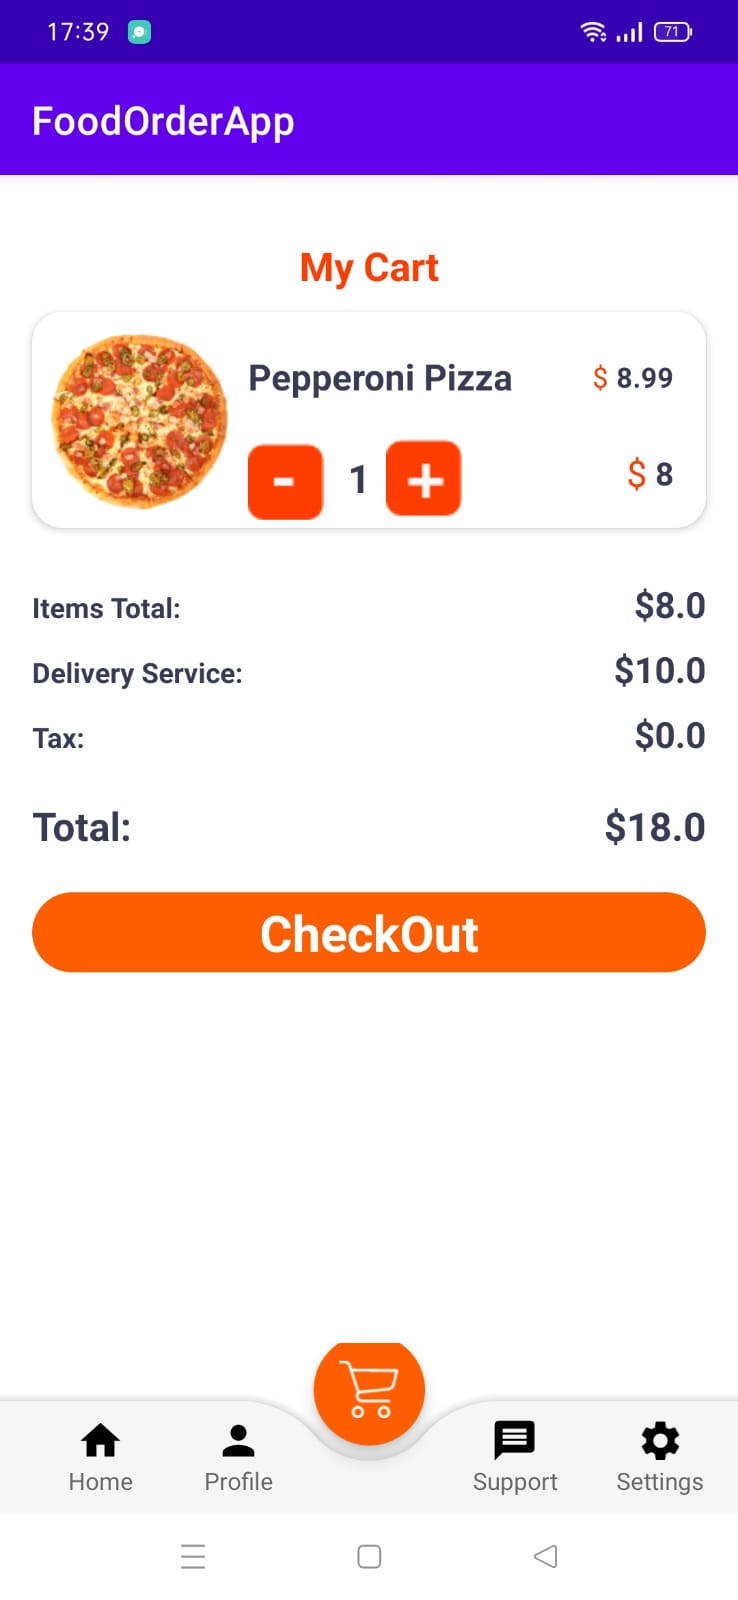 17:39
71
FoodOrderApp
My Cart
Pepperoni Pizza $ 8.99
- 1 + $ 8
Items Total: $8.0
Delivery Service: $10.0
Tax: $0.0
Total: $18.0
CheckOut
Home Profile Support Settings